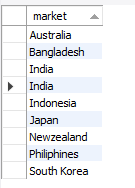 market
Australia
Bangladesh
India
India
Indonesia
Japan
Newzealand
Philiphines
South Korea